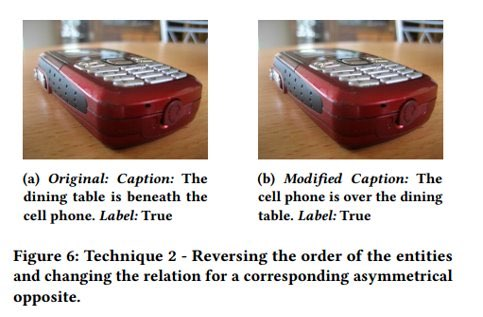 (a) Original: Caption: The
dining table is beneath the
cell phone. Label: True
(b) Modified Caption: The
cell phone is over the dining
table. Label: True
Figure 6: Technique 2 - Reversing the order of the entities
and changing the relation for a corresponding asymmetrical
opposite.